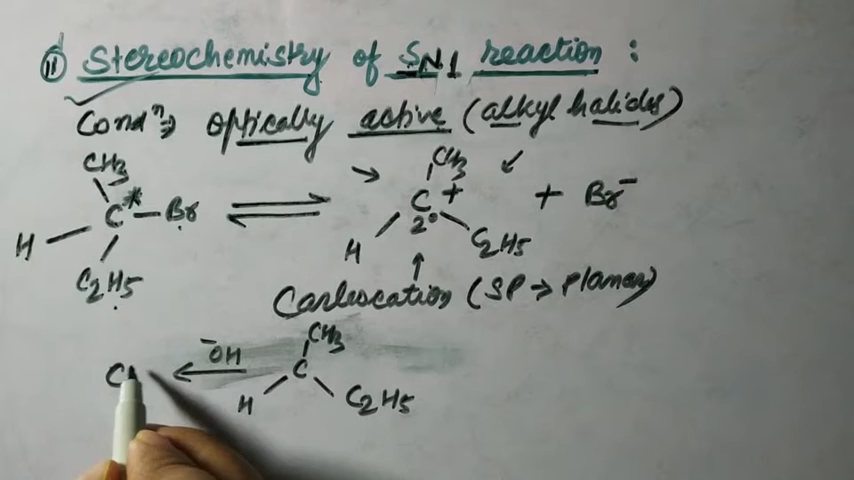 (ii) Stereochemistry of SN1 reaction :
Condⁿ ⇒ optically active (alkyl halides)
CH3 CH3
C* — Br ⇌ C + + Br⁻
H 2° C2H5
C2H5 H
Carbocation (SP → Planar)
CH3
C ← ⁻OH C
H C2H5